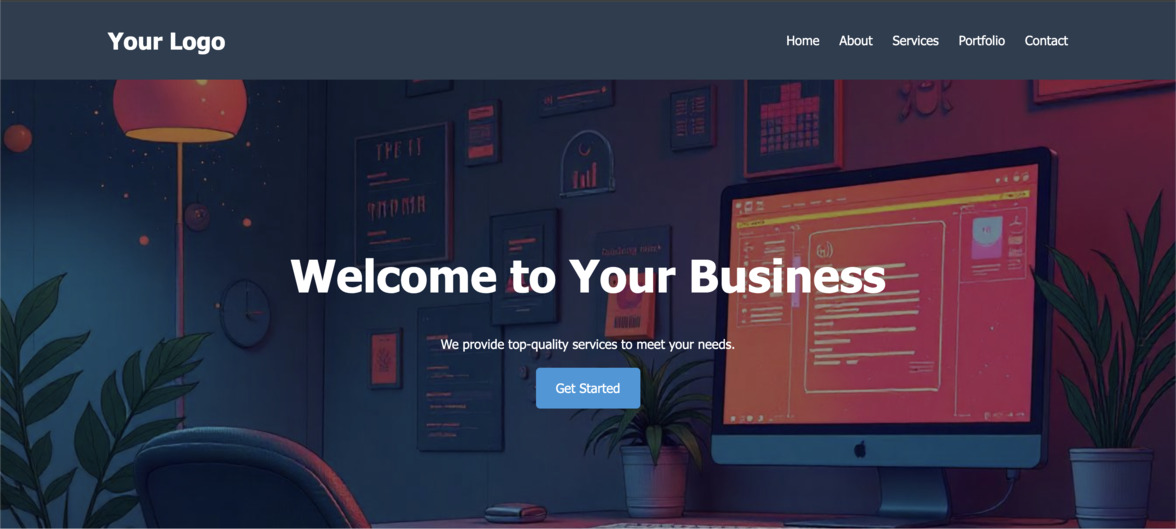 Your Logo
Home About Services Portfolio Contact
Welcome to Your Business
We provide top-quality services to meet your needs.
Get Started